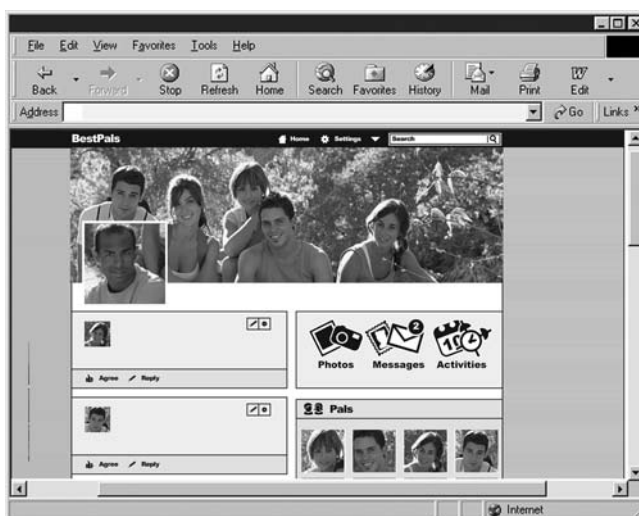 File Edit View Favorites Tools Help
Back Forward Stop Refresh Home Search Favorites History Mail Print Edit
Address Go Links »
BestPals Home Settings Search
2
10
Photos Messages Activities
Agree Reply
Pals
Agree Reply
Internet